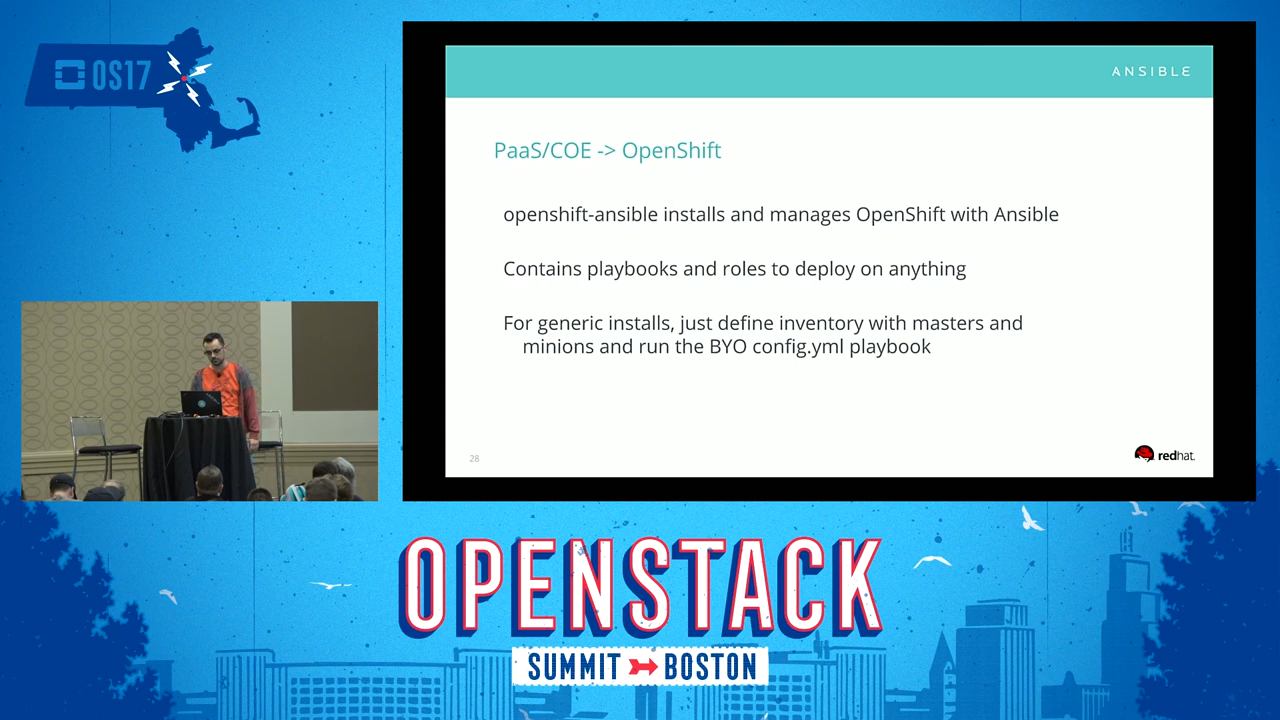 OS17
ANSIBLE
PaaS/COE -> OpenShift
openshift-ansible installs and manages OpenShift with Ansible
Contains playbooks and roles to deploy on anything
For generic installs, just define inventory with masters and
minions and run the BYO config.yml playbook
28
redhat.
OPENSTACK
SUMMIT BOSTON